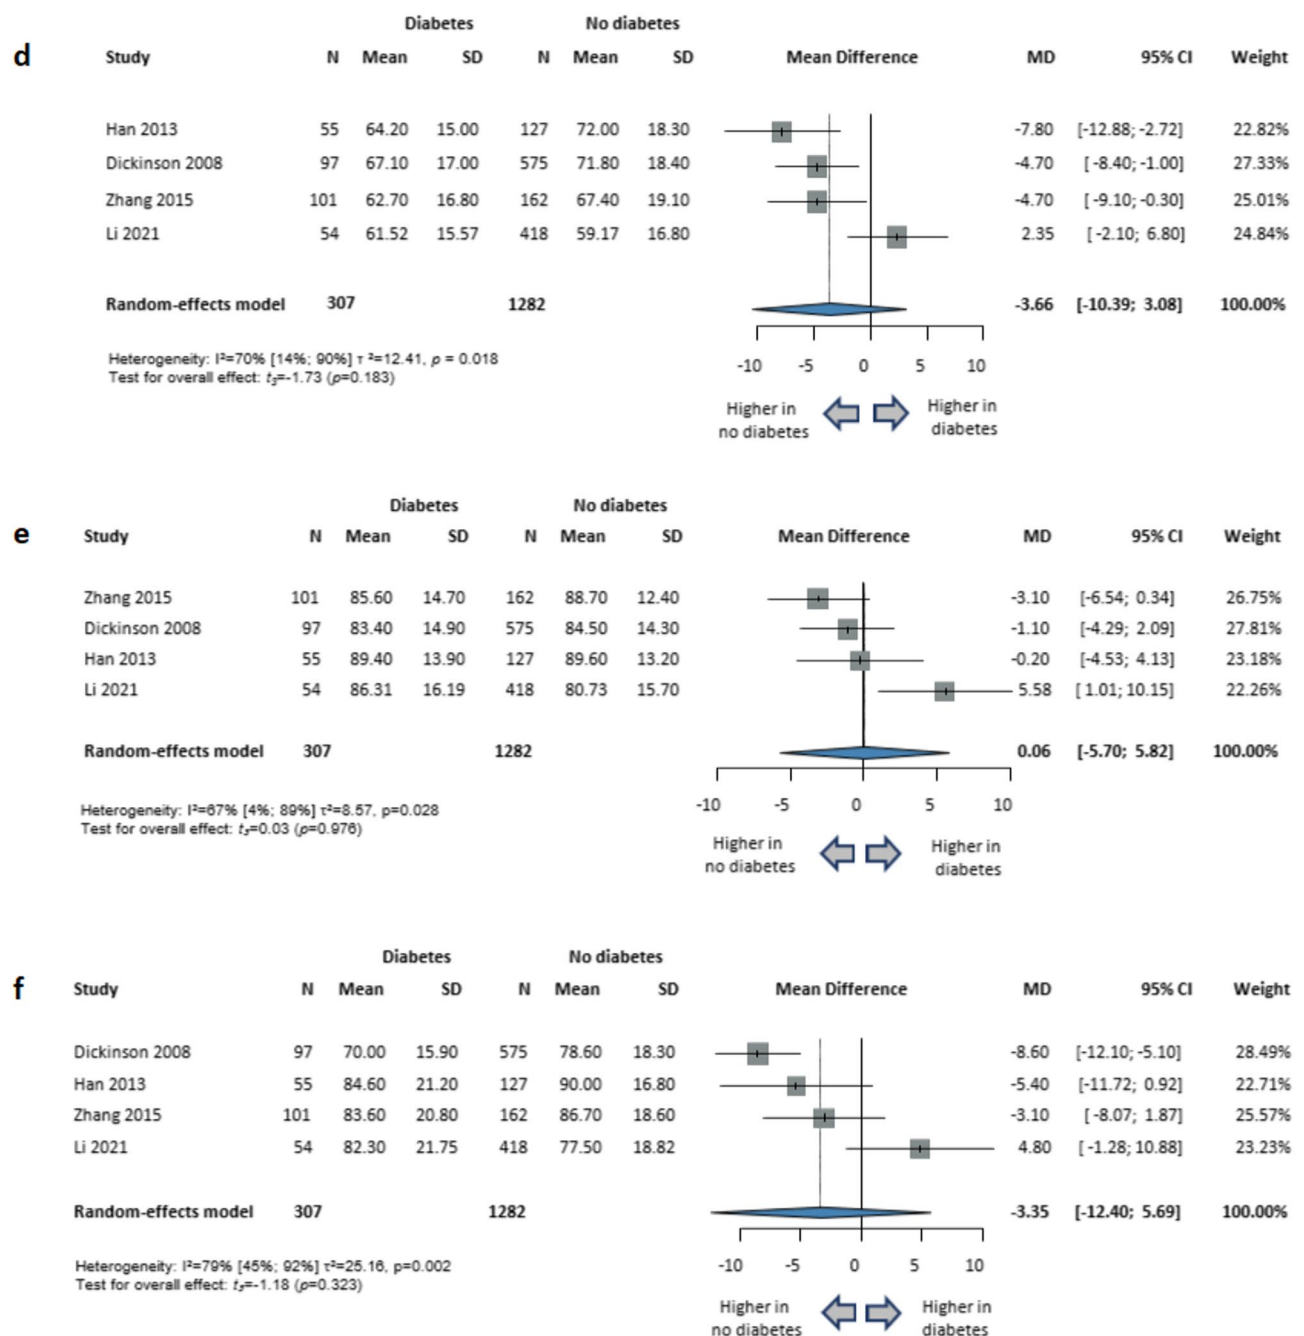 Diabetes No diabetes
d Study N Mean SD N Mean SD Mean Difference MD 95% CI Weight
Han 2013 55 64.20 15.00 127 72.00 18.30 -7.80 [-12.88; -2.72] 22.82%
Dickinson 2008 97 67.10 17.00 575 71.80 18.40 -4.70 [ -8.40; -1.00] 27.33%
Zhang 2015 101 62.70 16.80 162 67.40 19.10 -4.70 [ -9.10; -0.30] 25.01%
Li 2021 54 61.52 15.57 418 59.17 16.80 2.35 [ -2.10; 6.80] 24.84%
Random-effects model 307 1282 -3.66 [-10.39; 3.08] 100.00%
Heterogeneity: I²=70% [14%; 90%] τ ²=12.41, p = 0.018
Test for overall effect: t₃=-1.73 (p=0.183)
-10 -5 0 5 10
Higher in Higher in
no diabetes diabetes
Diabetes No diabetes
e Study N Mean SD N Mean SD Mean Difference MD 95% CI Weight
Zhang 2015 101 85.60 14.70 162 88.70 12.40 -3.10 [-6.54; 0.34] 26.75%
Dickinson 2008 97 83.40 14.90 575 84.50 14.30 -1.10 [-4.29; 2.09] 27.81%
Han 2013 55 89.40 13.90 127 89.60 13.20 -0.20 [-4.53; 4.13] 23.18%
Li 2021 54 86.31 16.19 418 80.73 15.70 5.58 [ 1.01; 10.15] 22.26%
Random-effects model 307 1282 0.06 [-5.70; 5.82] 100.00%
Heterogeneity: I²=67% [4%; 89%] τ²=8.57, p=0.028
Test for overall effect: t₃=0.03 (p=0.976)
-10 -5 0 5 10
Higher in Higher in
no diabetes diabetes
Diabetes No diabetes
f Study N Mean SD N Mean SD Mean Difference MD 95% CI Weight
Dickinson 2008 97 70.00 15.90 575 78.60 18.30 -8.60 [-12.10; -5.10] 28.49%
Han 2013 55 84.60 21.20 127 90.00 16.80 -5.40 [-11.72; 0.92] 22.71%
Zhang 2015 101 83.60 20.80 162 86.70 18.60 -3.10 [ -8.07; 1.87] 25.57%
Li 2021 54 82.30 21.75 418 77.50 18.82 4.80 [ -1.28; 10.88] 23.23%
Random-effects model 307 1282 -3.35 [-12.40; 5.69] 100.00%
Heterogeneity: I²=79% [45%; 92%] τ²=25.16, p=0.002
Test for overall effect: t₃=-1.18 (p=0.323)
-10 -5 0 5 10
Higher in Higher in
no diabetes diabetes